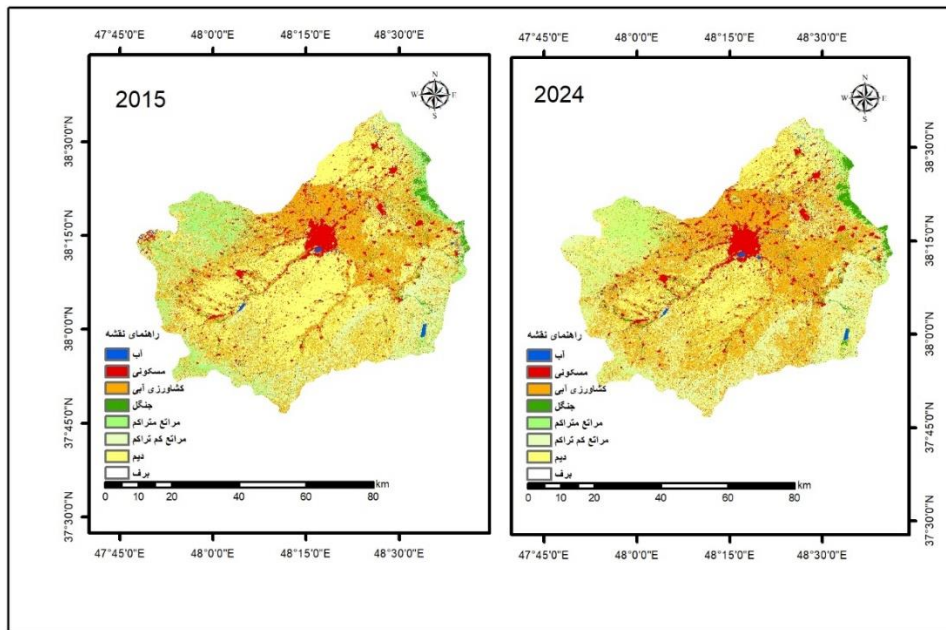 47°45'0"E 48°0'0"E 48°15'0"E 48°30'0"E
2015
N
W E
S
38°30'0"N
38°15'0"N
38°0'0"N
37°45'0"N
37°30'0"N
راهنمای نقشه
آب
مسکونی
کشاورزی آبی
جنگل
مراتع متراکم
مراتع کم تراکم
دیم
برف
0 10 20 40 60 80 km
47°45'0"E 48°0'0"E 48°15'0"E 48°30'0"E
47°45'0"E 48°0'0"E 48°15'0"E 48°30'0"E
2024
N
W E
S
38°30'0"N
38°15'0"N
38°0'0"N
37°45'0"N
37°30'0"N
راهنمای نقشه
آب
مسکونی
کشاورزی آبی
جنگل
مراتع متراکم
مراتع کم تراکم
دیم
برف
0 10 20 40 60 80 km
47°45'0"E 48°0'0"E 48°15'0"E 48°30'0"E